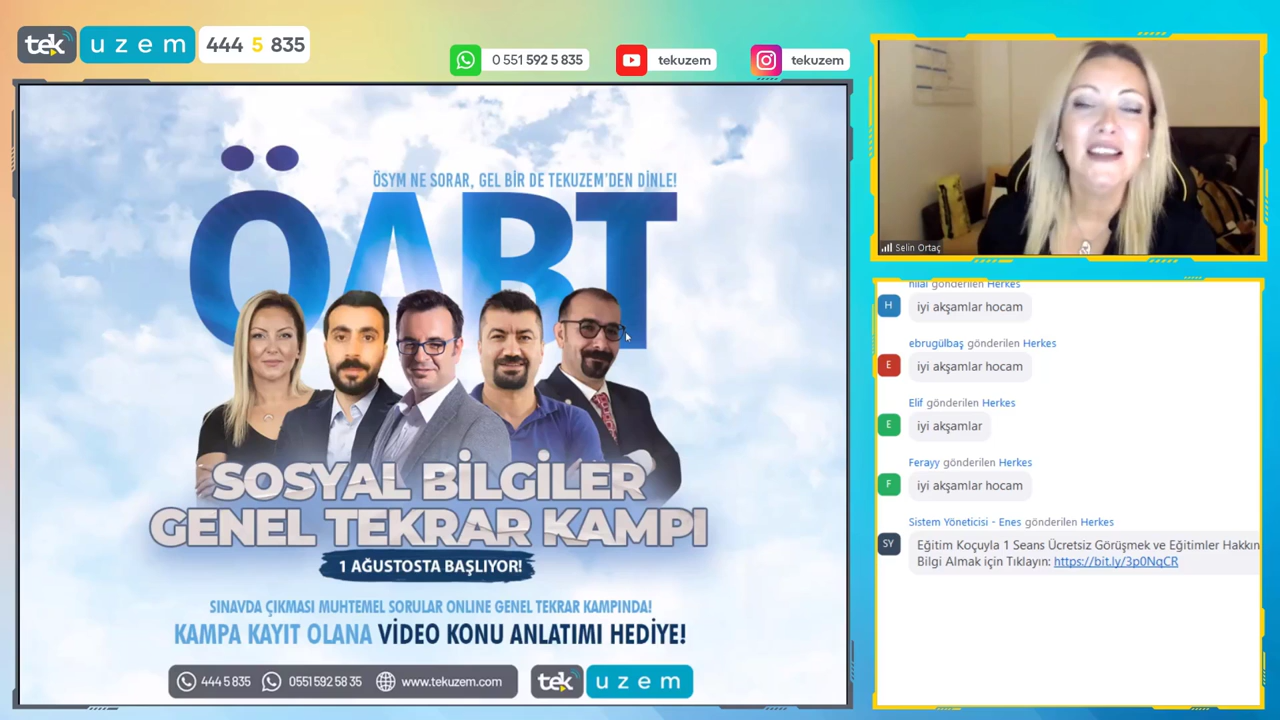 tek uzem 444 5 835
0 551 592 5 835
tekuzem
tekuzem
ÖSYM NE SORAR, GEL BİR DE TEKUZEM'DEN DİNLE!
ÖABT
SOSYAL BİLGİLER
GENEL TEKRAR KAMPI
1 AĞUSTOSTA BAŞLIYOR!
SINAVDA ÇIKMASI MUHTEMEL SORULAR ONLINE GENEL TEKRAR KAMPINDA!
KAMPA KAYIT OLANA VİDEO KONU ANLATIMI HEDİYE!
444 5 835 0551 592 58 35 www.tekuzem.com tek uzem
Selin Ortaç
hilal gönderilen Herkes
H
iyi akşamlar hocam
ebrugülbaş gönderilen Herkes
E
iyi akşamlar hocam
Elif gönderilen Herkes
E
iyi akşamlar
Ferayy gönderilen Herkes
F
iyi akşamlar hocam
Sistem Yöneticisi - Enes gönderilen Herkes
SY
Eğitim Koçuyla 1 Seans Ücretsiz Görüşmek ve Eğitimler Hakkın
Bilgi Almak için Tıklayın: https://bit.ly/3p0NqCR